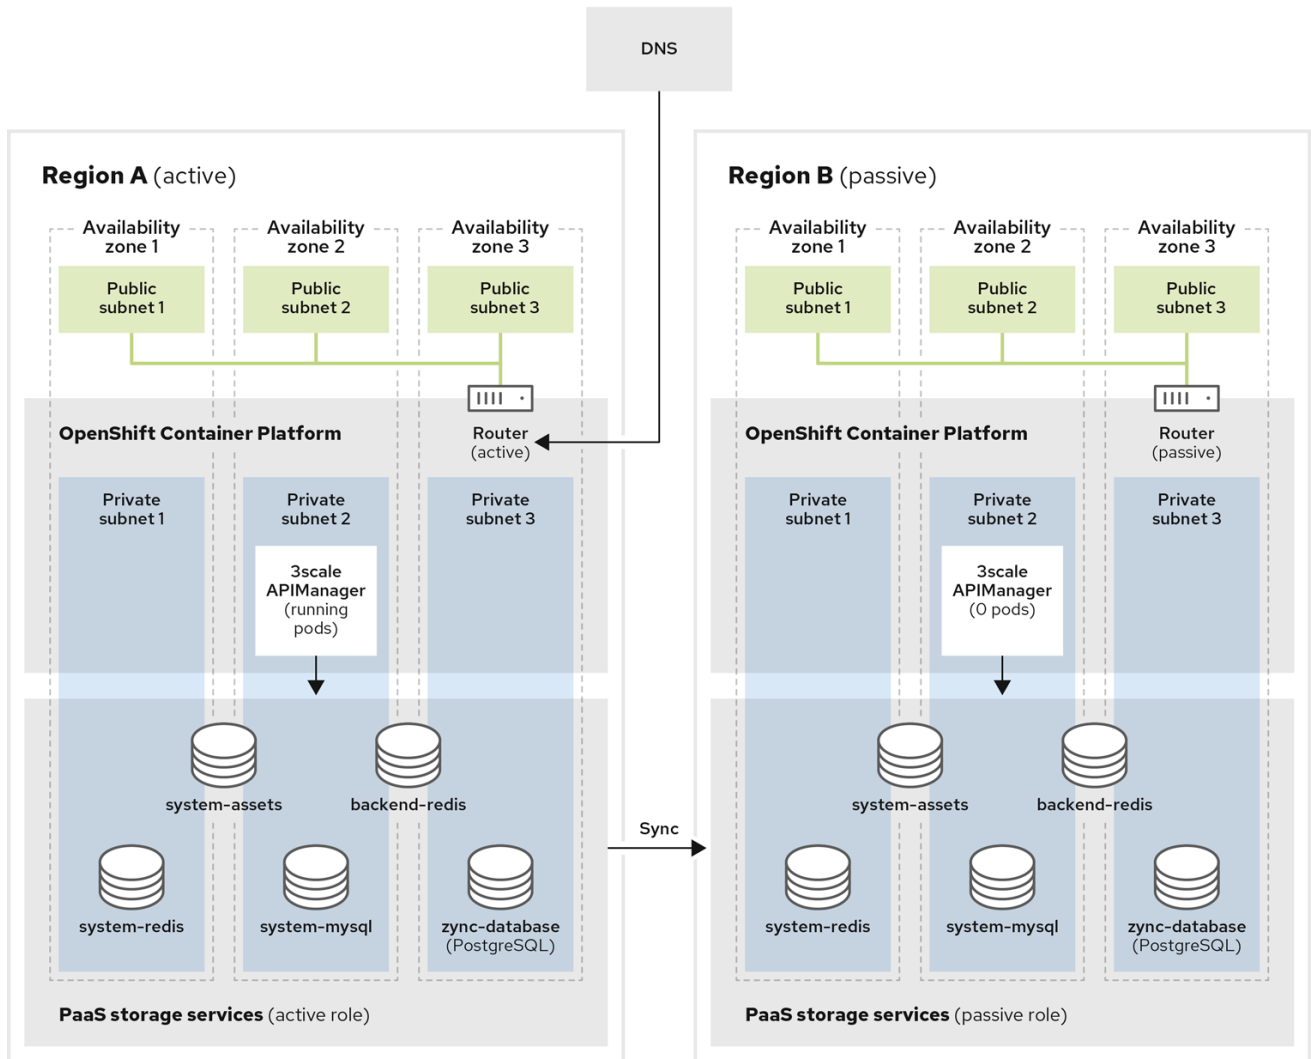 DNS
Region A (active)
Availability
zone 1
Availability
zone 2
Availability
zone 3
Public
subnet 1
Public
subnet 2
Public
subnet 3
OpenShift Container Platform
Router
(active)
Private
subnet 1
Private
subnet 2
Private
subnet 3
3scale
APIManager
(running
pods)
system-assets
backend-redis
system-redis
system-mysql
zync-database
(PostgreSQL)
PaaS storage services (active role)
Sync
Region B (passive)
Availability
zone 1
Availability
zone 2
Availability
zone 3
Public
subnet 1
Public
subnet 2
Public
subnet 3
OpenShift Container Platform
Router
(passive)
Private
subnet 1
Private
subnet 2
Private
subnet 3
3scale
APIManager
(0 pods)
system-assets
backend-redis
system-redis
system-mysql
zync-database
(PostgreSQL)
PaaS storage services (passive role)